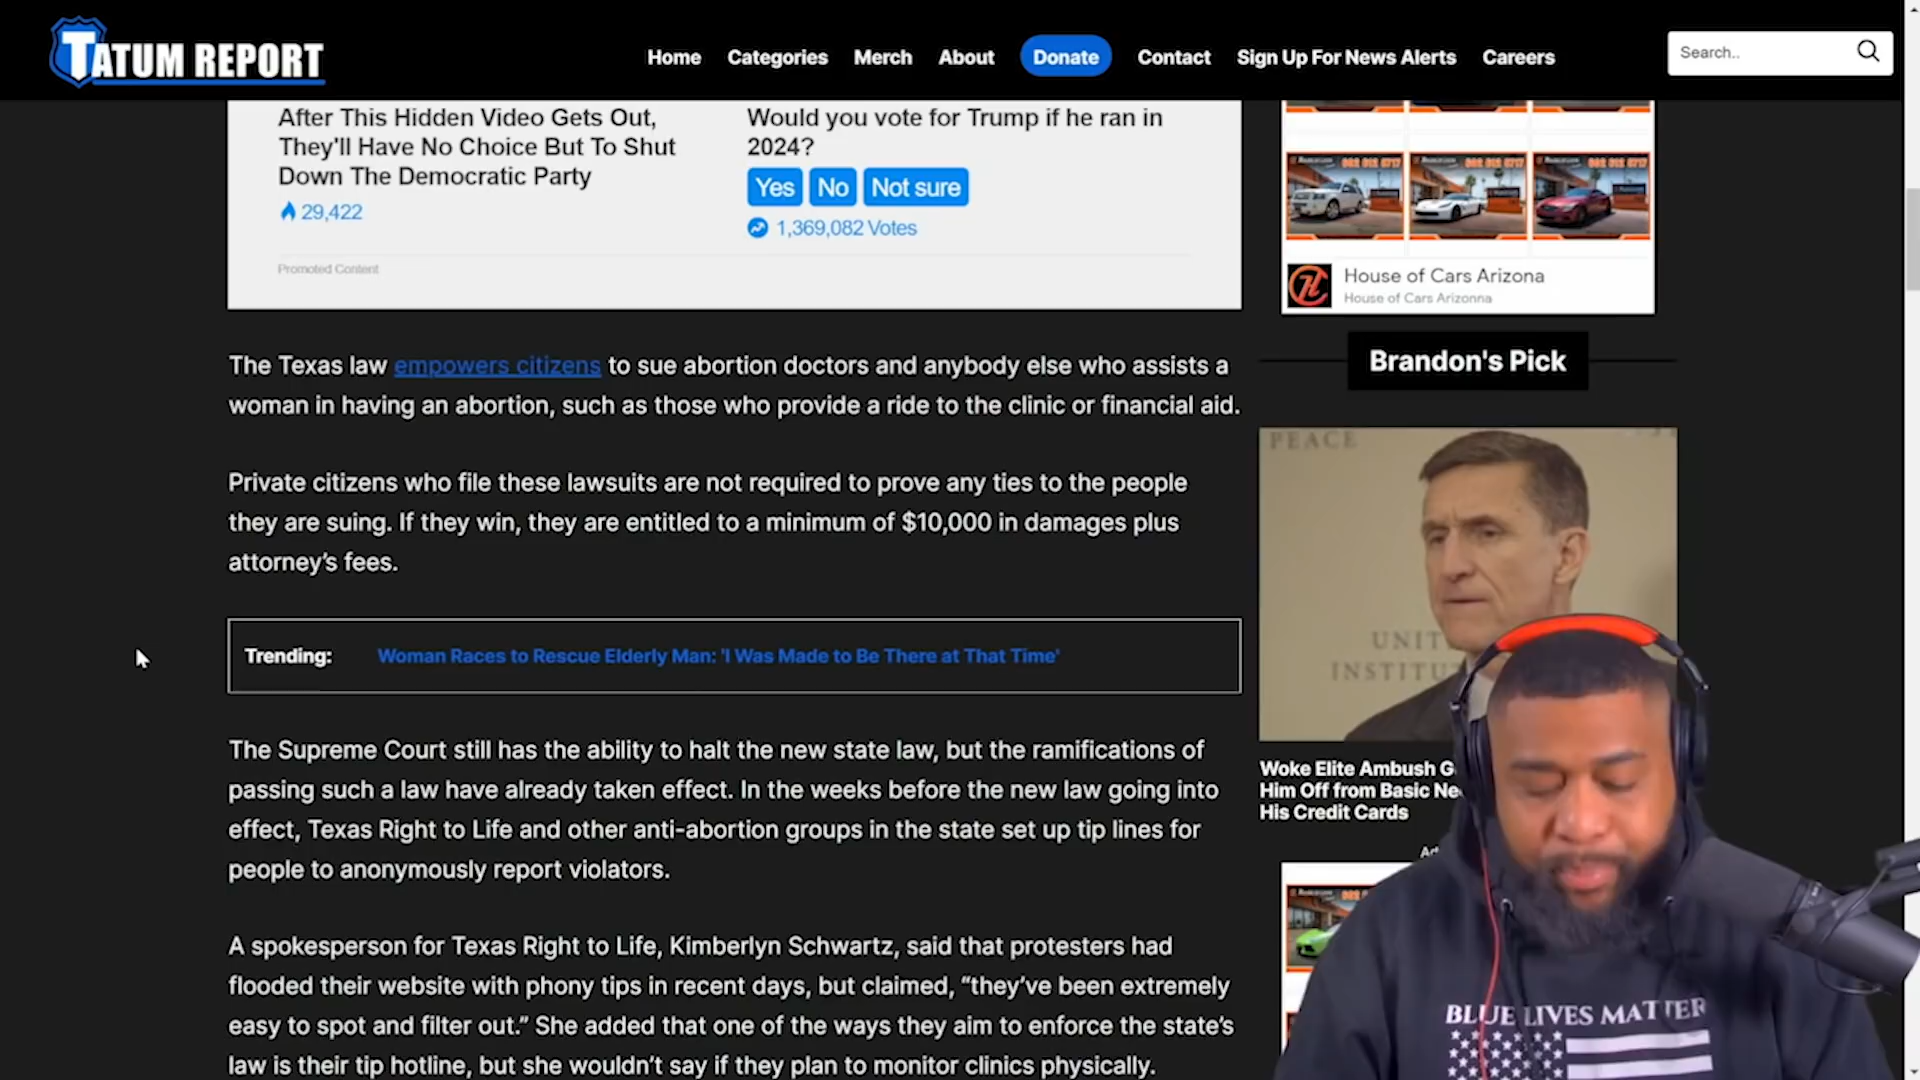 TATUM REPORT
Home Categories Merch About Donate Contact Sign Up For News Alerts Careers
Search..
After This Hidden Video Gets Out,
They'll Have No Choice But To Shut
Down The Democratic Party
29,422
Would you vote for Trump if he ran in
2024?
Yes No Not sure
1,369,082 Votes
Promoted Content
House of Cars Arizona
House of Cars Arizonna
The Texas law empowers citizens to sue abortion doctors and anybody else who assists a
woman in having an abortion, such as those who provide a ride to the clinic or financial aid.
Private citizens who file these lawsuits are not required to prove any ties to the people
they are suing. If they win, they are entitled to a minimum of $10,000 in damages plus
attorney's fees.
Trending: Woman Races to Rescue Elderly Man: 'I Was Made to Be There at That Time'
The Supreme Court still has the ability to halt the new state law, but the ramifications of
passing such a law have already taken effect. In the weeks before the new law going into
effect, Texas Right to Life and other anti-abortion groups in the state set up tip lines for
people to anonymously report violators.
A spokesperson for Texas Right to Life, Kimberlyn Schwartz, said that protesters had
flooded their website with phony tips in recent days, but claimed, “they've been extremely
easy to spot and filter out.” She added that one of the ways they aim to enforce the state's
law is their tip hotline, but she wouldn't say if they plan to monitor clinics physically.
Brandon's Pick
PEACE
UNIT
INSTITU
Woke Elite Ambush G
Him Off from Basic Ne
His Credit Cards
BLUE LIVES MATTER